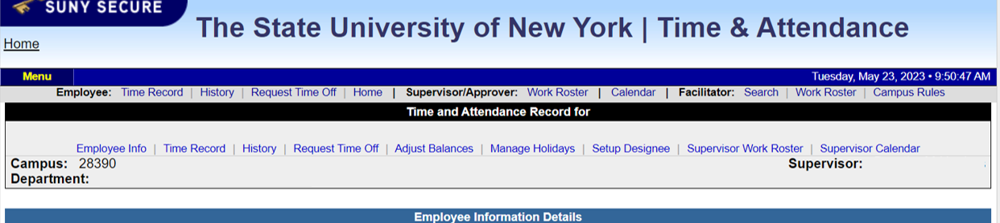 SUNY SECURE
The State University of New York | Time & Attendance
Home
Menu
Tuesday, May 23, 2023 • 9:50:47 AM
Employee: Time Record | History | Request Time Off | Home | Supervisor/Approver: Work Roster | Calendar | Facilitator: Search | Work Roster | Campus Rules
Time and Attendance Record for
Employee Info | Time Record | History | Request Time Off | Adjust Balances | Manage Holidays | Setup Designee | Supervisor Work Roster | Supervisor Calendar
Campus: 28390
Supervisor:
Department:
Employee Information Details